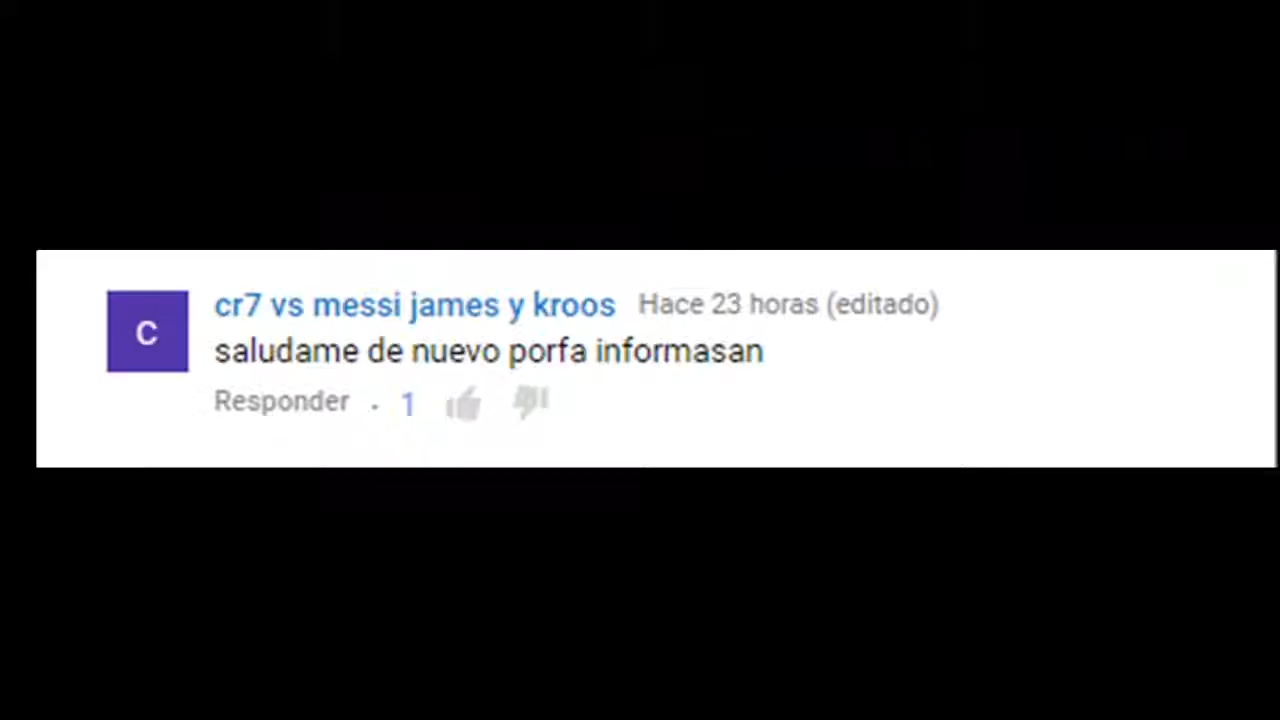 C
cr7 vs messi james y kroos Hace 23 horas (editado)
saludame de nuevo porfa informasan
Responder . 1